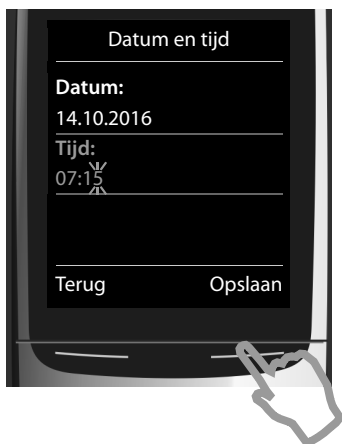 Datum en tijd
Datum:
14.10.2016
Tijd:
07:15
Terug Opslaan